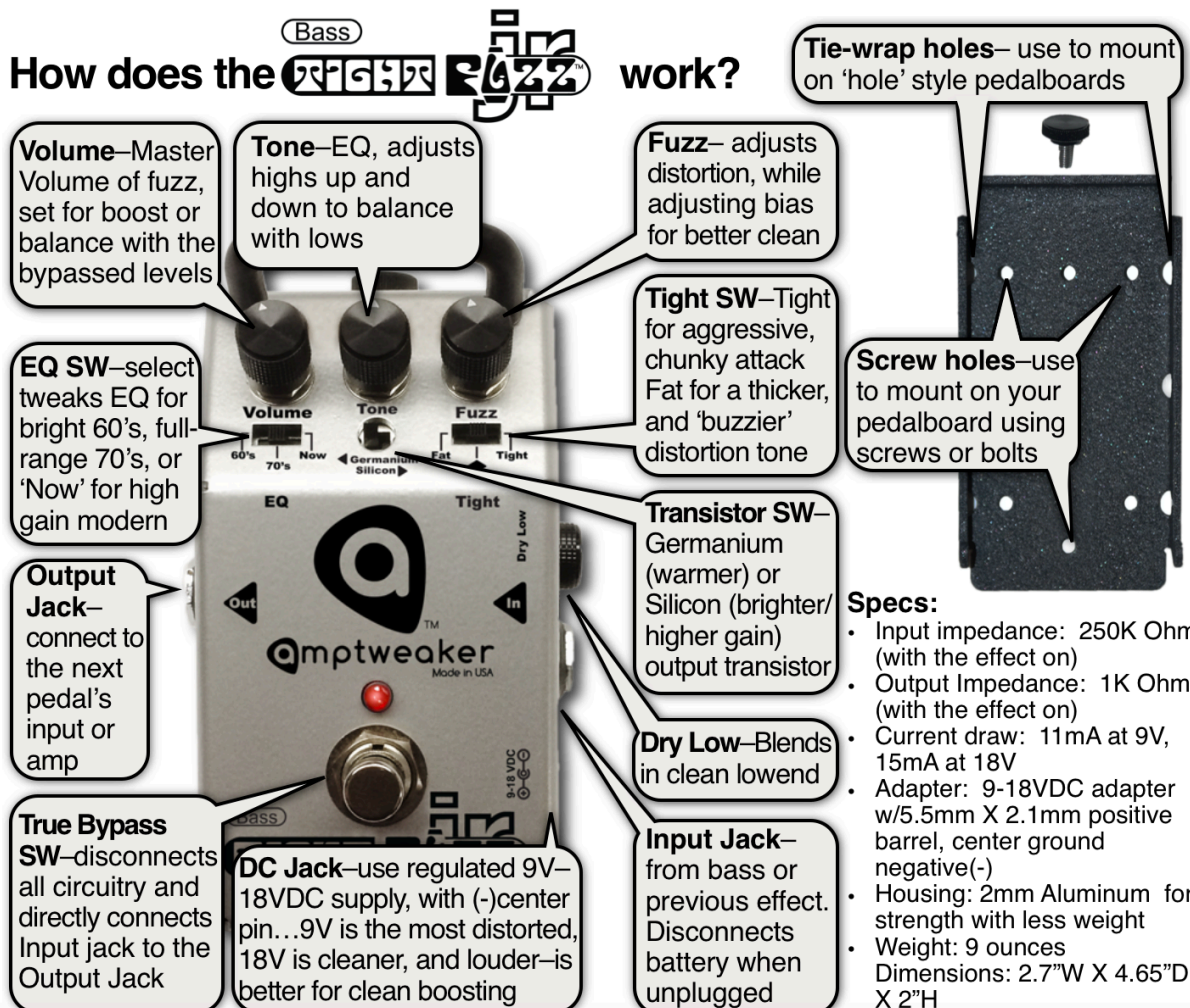 Bass
How does the TIGHT FUZZ™ jr work?
Tie-wrap holes– use to mount
on ‘hole’ style pedalboards
Volume–Master
Volume of fuzz,
set for boost or
balance with the
bypassed levels
Tone–EQ, adjusts
highs up and
down to balance
with lows
Fuzz– adjusts
distortion, while
adjusting bias
for better clean
EQ SW–select
tweaks EQ for
bright 60’s, full-
range 70’s, or
‘Now’ for high
gain modern
Tight SW–Tight
for aggressive,
chunky attack
Fat for a thicker,
and ‘buzzier’
distortion tone
Screw holes–use
to mount on your
pedalboard using
screws or bolts
Volume
Tone
Fuzz
60's
70's
Now
Germanium
Silicon
Fat
Tight
EQ
Tight
Dry Low
Out
In
a
TM
amptweaker
Made in USA
9-18 VDC
Bass
jr
Transistor SW–
Germanium
(warmer) or
Silicon (brighter/
higher gain)
output transistor
Output
Jack–
connect to
the next
pedal’s
input or
amp
Dry Low–Blends
in clean lowend
True Bypass
SW–disconnects
all circuitry and
directly connects
Input jack to the
Output Jack
DC Jack–use regulated 9V–
18VDC supply, with (-)center
pin…9V is the most distorted,
18V is cleaner, and louder–is
better for clean boosting
Input Jack–
from bass or
previous effect.
Disconnects
battery when
unplugged
Specs:
• Input impedance: 250K Ohm
(with the effect on)
• Output Impedance: 1K Ohm
(with the effect on)
• Current draw: 11mA at 9V,
15mA at 18V
• Adapter: 9-18VDC adapter
w/5.5mm X 2.1mm positive
barrel, center ground
negative(-)
• Housing: 2mm Aluminum for
strength with less weight
• Weight: 9 ounces
Dimensions: 2.7”W X 4.65”D
X 2”H